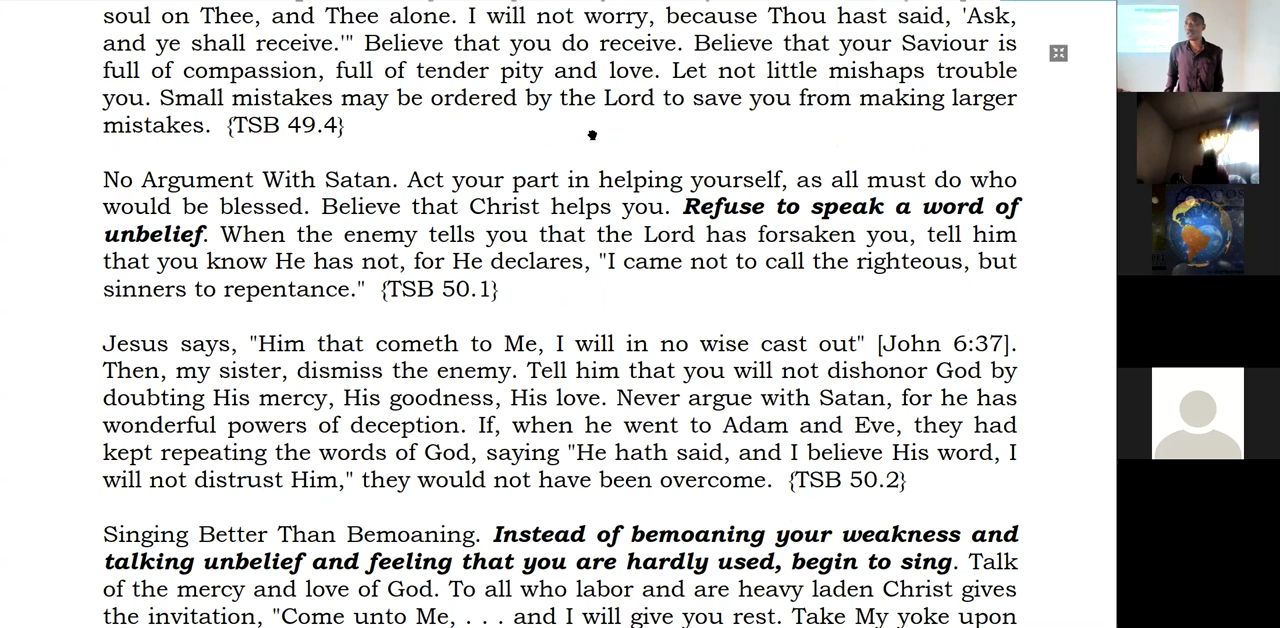 soul on Thee, and Thee alone. I will not worry, because Thou hast said, 'Ask,
and ye shall receive.'" Believe that you do receive. Believe that your Saviour is
full of compassion, full of tender pity and love. Let not little mishaps trouble
you. Small mistakes may be ordered by the Lord to save you from making larger
mistakes.  {TSB 49.4}
No Argument With Satan. Act your part in helping yourself, as all must do who
would be blessed. Believe that Christ helps you. Refuse to speak a word of
unbelief. When the enemy tells you that the Lord has forsaken you, tell him
that you know He has not, for He declares, "I came not to call the righteous, but
sinners to repentance."  {TSB 50.1}
Jesus says, "Him that cometh to Me, I will in no wise cast out" [John 6:37].
Then, my sister, dismiss the enemy. Tell him that you will not dishonor God by
doubting His mercy, His goodness, His love. Never argue with Satan, for he has
wonderful powers of deception. If, when he went to Adam and Eve, they had
kept repeating the words of God, saying "He hath said, and I believe His word, I
will not distrust Him," they would not have been overcome.  {TSB 50.2}
Singing Better Than Bemoaning. Instead of bemoaning your weakness and
talking unbelief and feeling that you are hardly used, begin to sing. Talk
of the mercy and love of God. To all who labor and are heavy laden Christ gives
the invitation, "Come unto Me, . . . and I will give you rest. Take My yoke upon